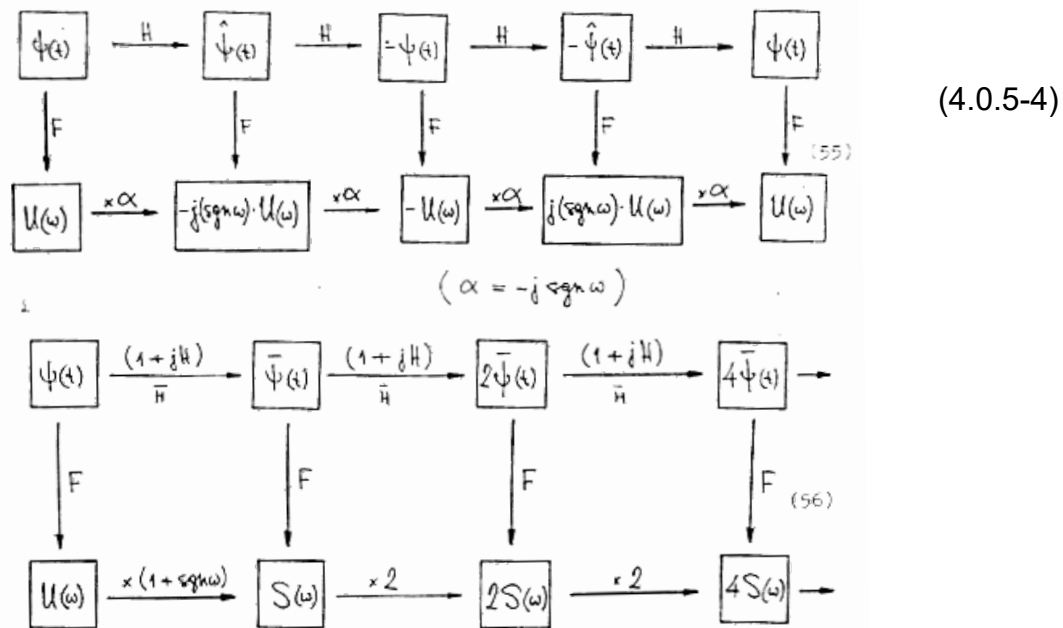 ψ(t) H ψ̂(t) H -ψ(t) H -ψ̂(t) H ψ(t)
(4.0.5-4)
F F F F F
(55)
U(ω) ×α -j(sgnω)·U(ω) ×α -U(ω) ×α j(sgnω)·U(ω) ×α U(ω)
(α = -j sgnω)
ψ(t) (1+jH) ψ̄(t) (1+jH) 2ψ̄(t) (1+jH) 4ψ̄(t)
H̄ H̄ H̄
F F F F
(56)
U(ω) ×(1+sgnω) S(ω) ×2 2S(ω) ×2 4S(ω)